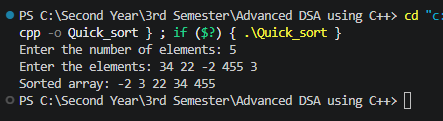 PS C:\Second Year\3rd Semester\Advanced DSA using C++> cd "c:
cpp -o Quick_sort } ; if ($?) { .\Quick_sort }
Enter the number of elements: 5
Enter the elements: 34 22 -2 455 3
Sorted array: -2 3 22 34 455
PS C:\Second Year\3rd Semester\Advanced DSA using C++>